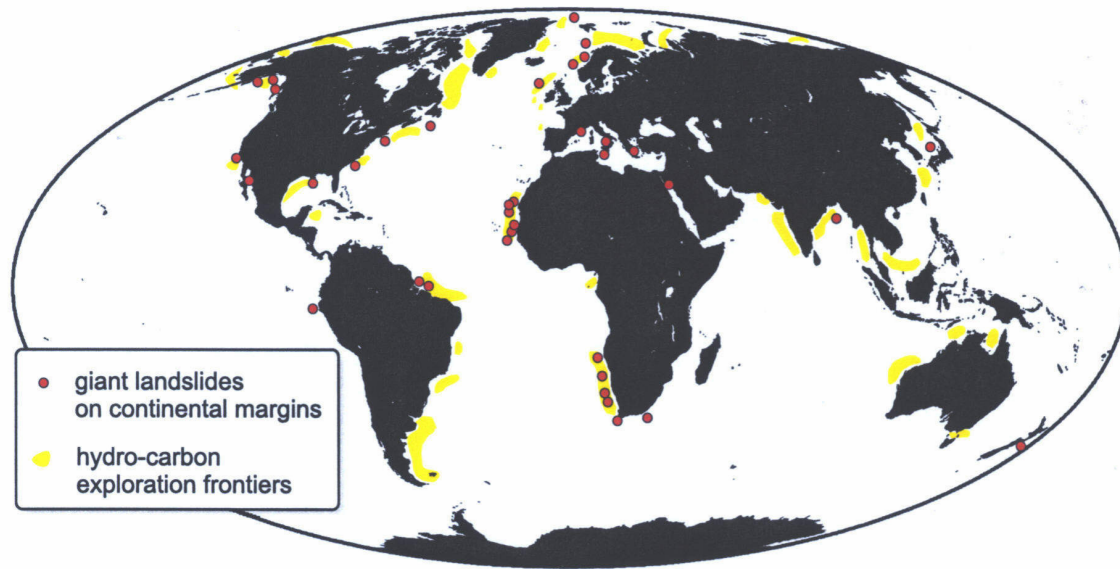 giant landslides
on continental margins
hydro-carbon
exploration frontiers